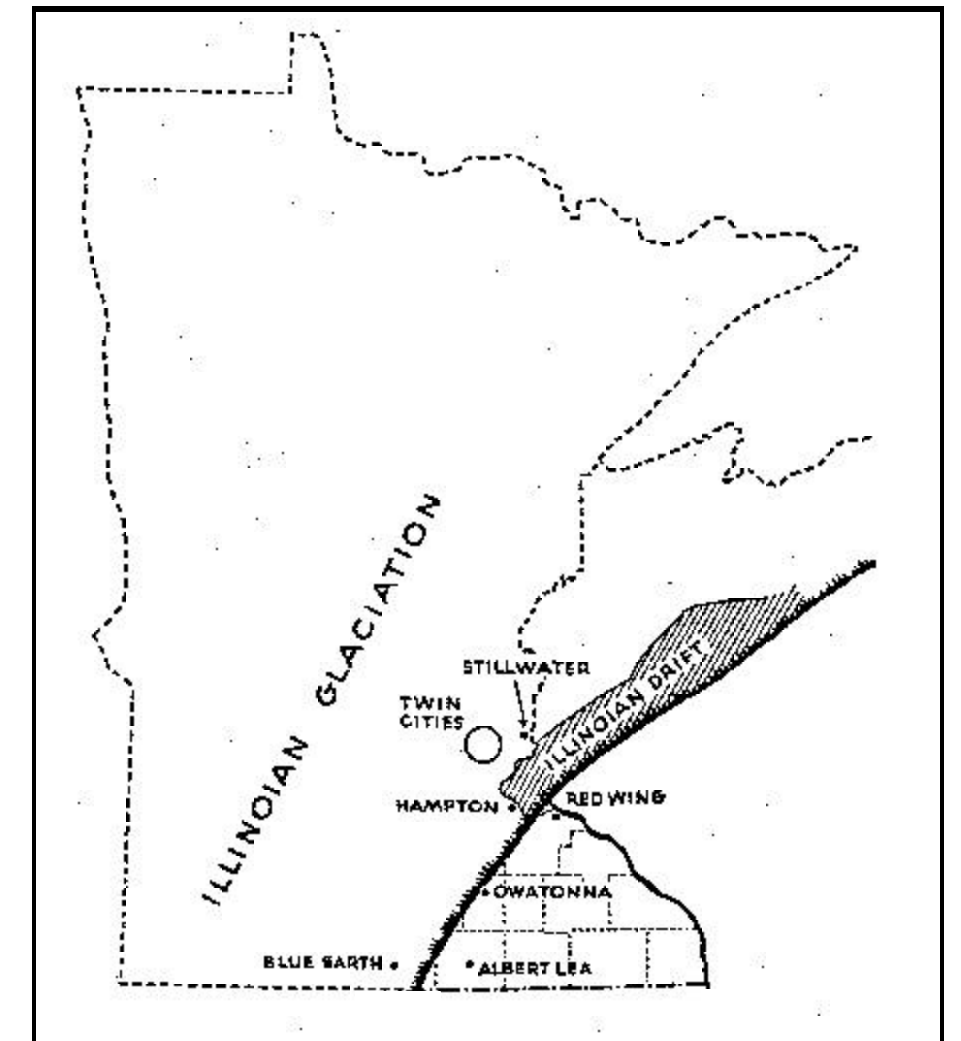 ILLINOIAN GLACIATION
STILLWATER
TWIN
CITIES
ILLINOIAN DRIFT
HAMPTON
RED WING
OWATONNA
BLUE EARTH
ALBERT LEA